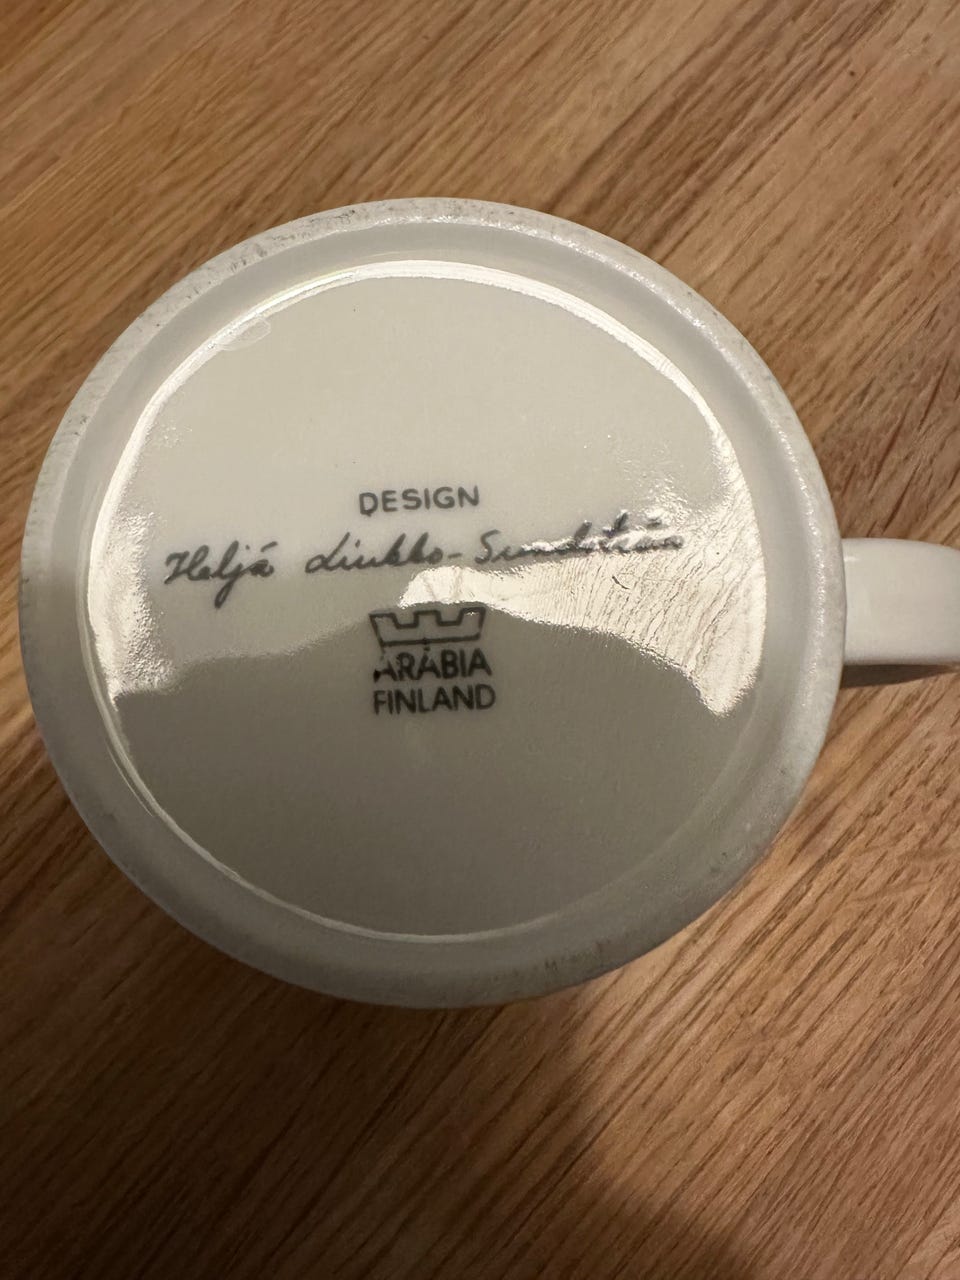 DESIGN
Heljä Liukko-Sundström
ARABIA
FINLAND